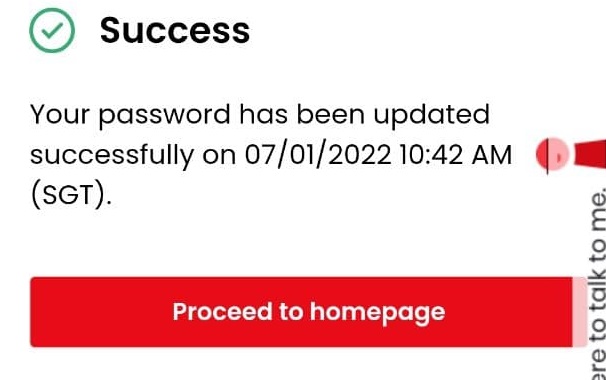 Success
Your password has been updated
successfully on 07/01/2022 10:42 AM
(SGT).
Proceed to homepage
ere to talk to me.